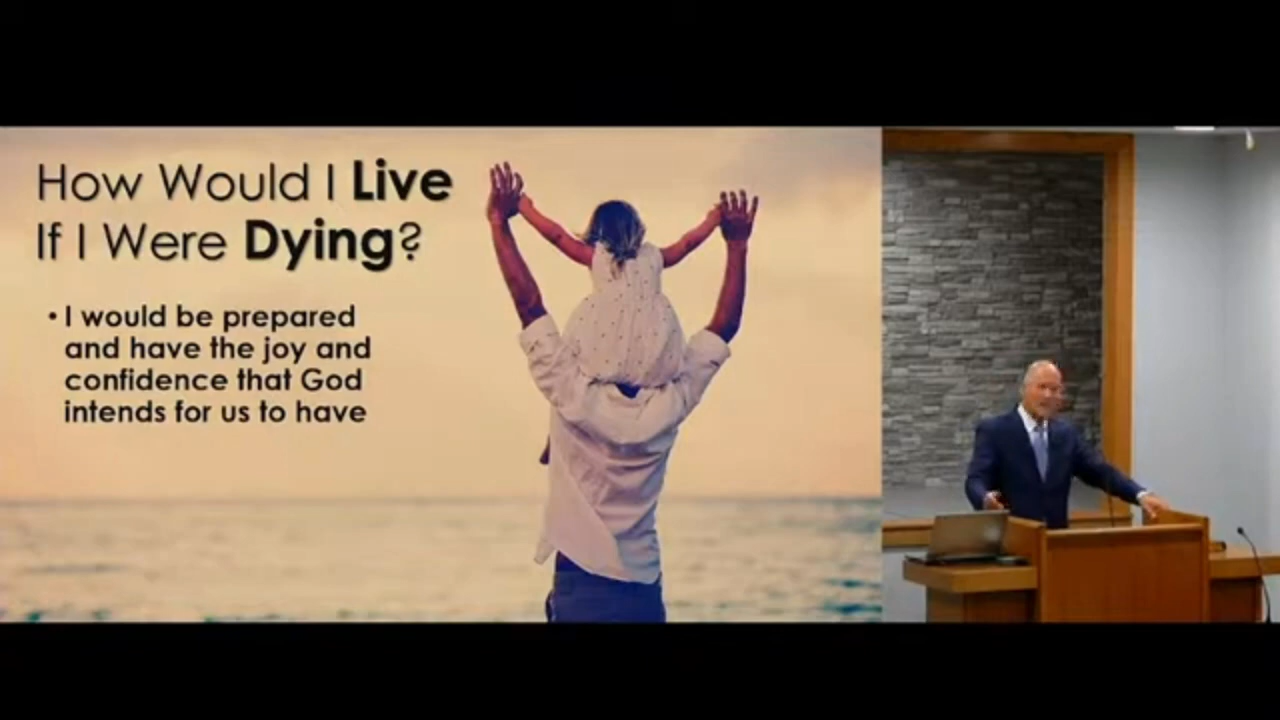 How Would I Live
If I Were Dying?
• I would be prepared
and have the joy and
confidence that God
intends for us to have